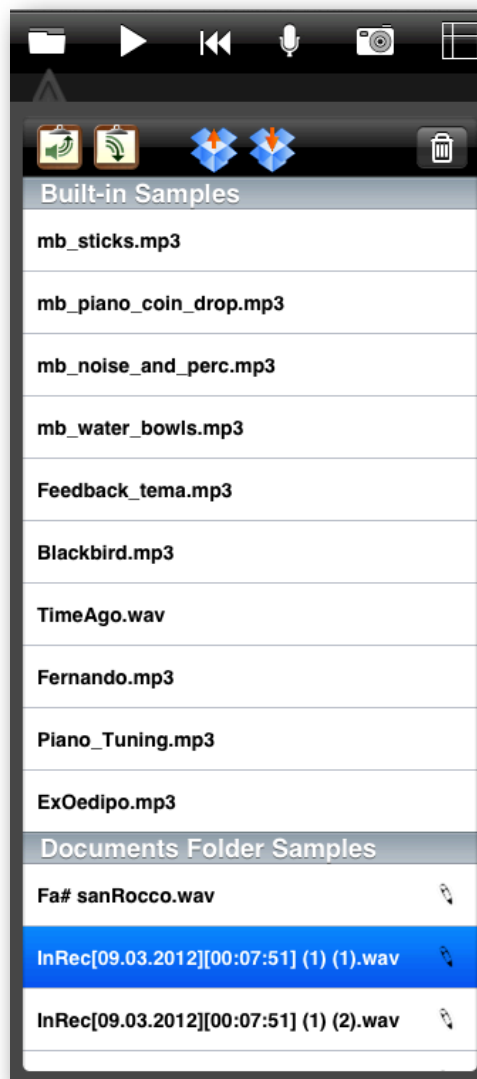 Built-in Samples
mb_sticks.mp3
mb_piano_coin_drop.mp3
mb_noise_and_perc.mp3
mb_water_bowls.mp3
Feedback_tema.mp3
Blackbird.mp3
TimeAgo.wav
Fernando.mp3
Piano_Tuning.mp3
ExOedipo.mp3
Documents Folder Samples
Fa# sanRocco.wav
InRec[09.03.2012][00:07:51] (1) (1).wav
InRec[09.03.2012][00:07:51] (1) (2).wav